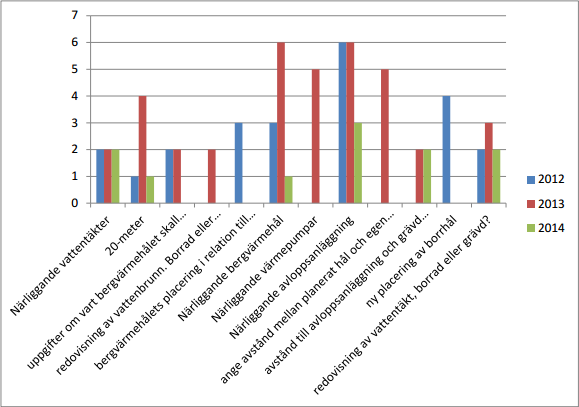 7
6
5
4
3
2
1
0
Närliggande vattentäkter
20-meter
uppgifter om vart bergvärmehålet skall...
redovisning av vattenbrunn. Borrad eller...
bergvärmehålets placering i relation till...
Närliggande bergvärmehål
Närliggande värmepumpar
Närliggande avloppsanläggning
ange avstånd mellan planerat hål och egen...
avstånd till avloppsanläggning och grävd...
ny placering av borrhål
redovisning av vattentäkt, borrad eller grävd?
2012
2013
2014